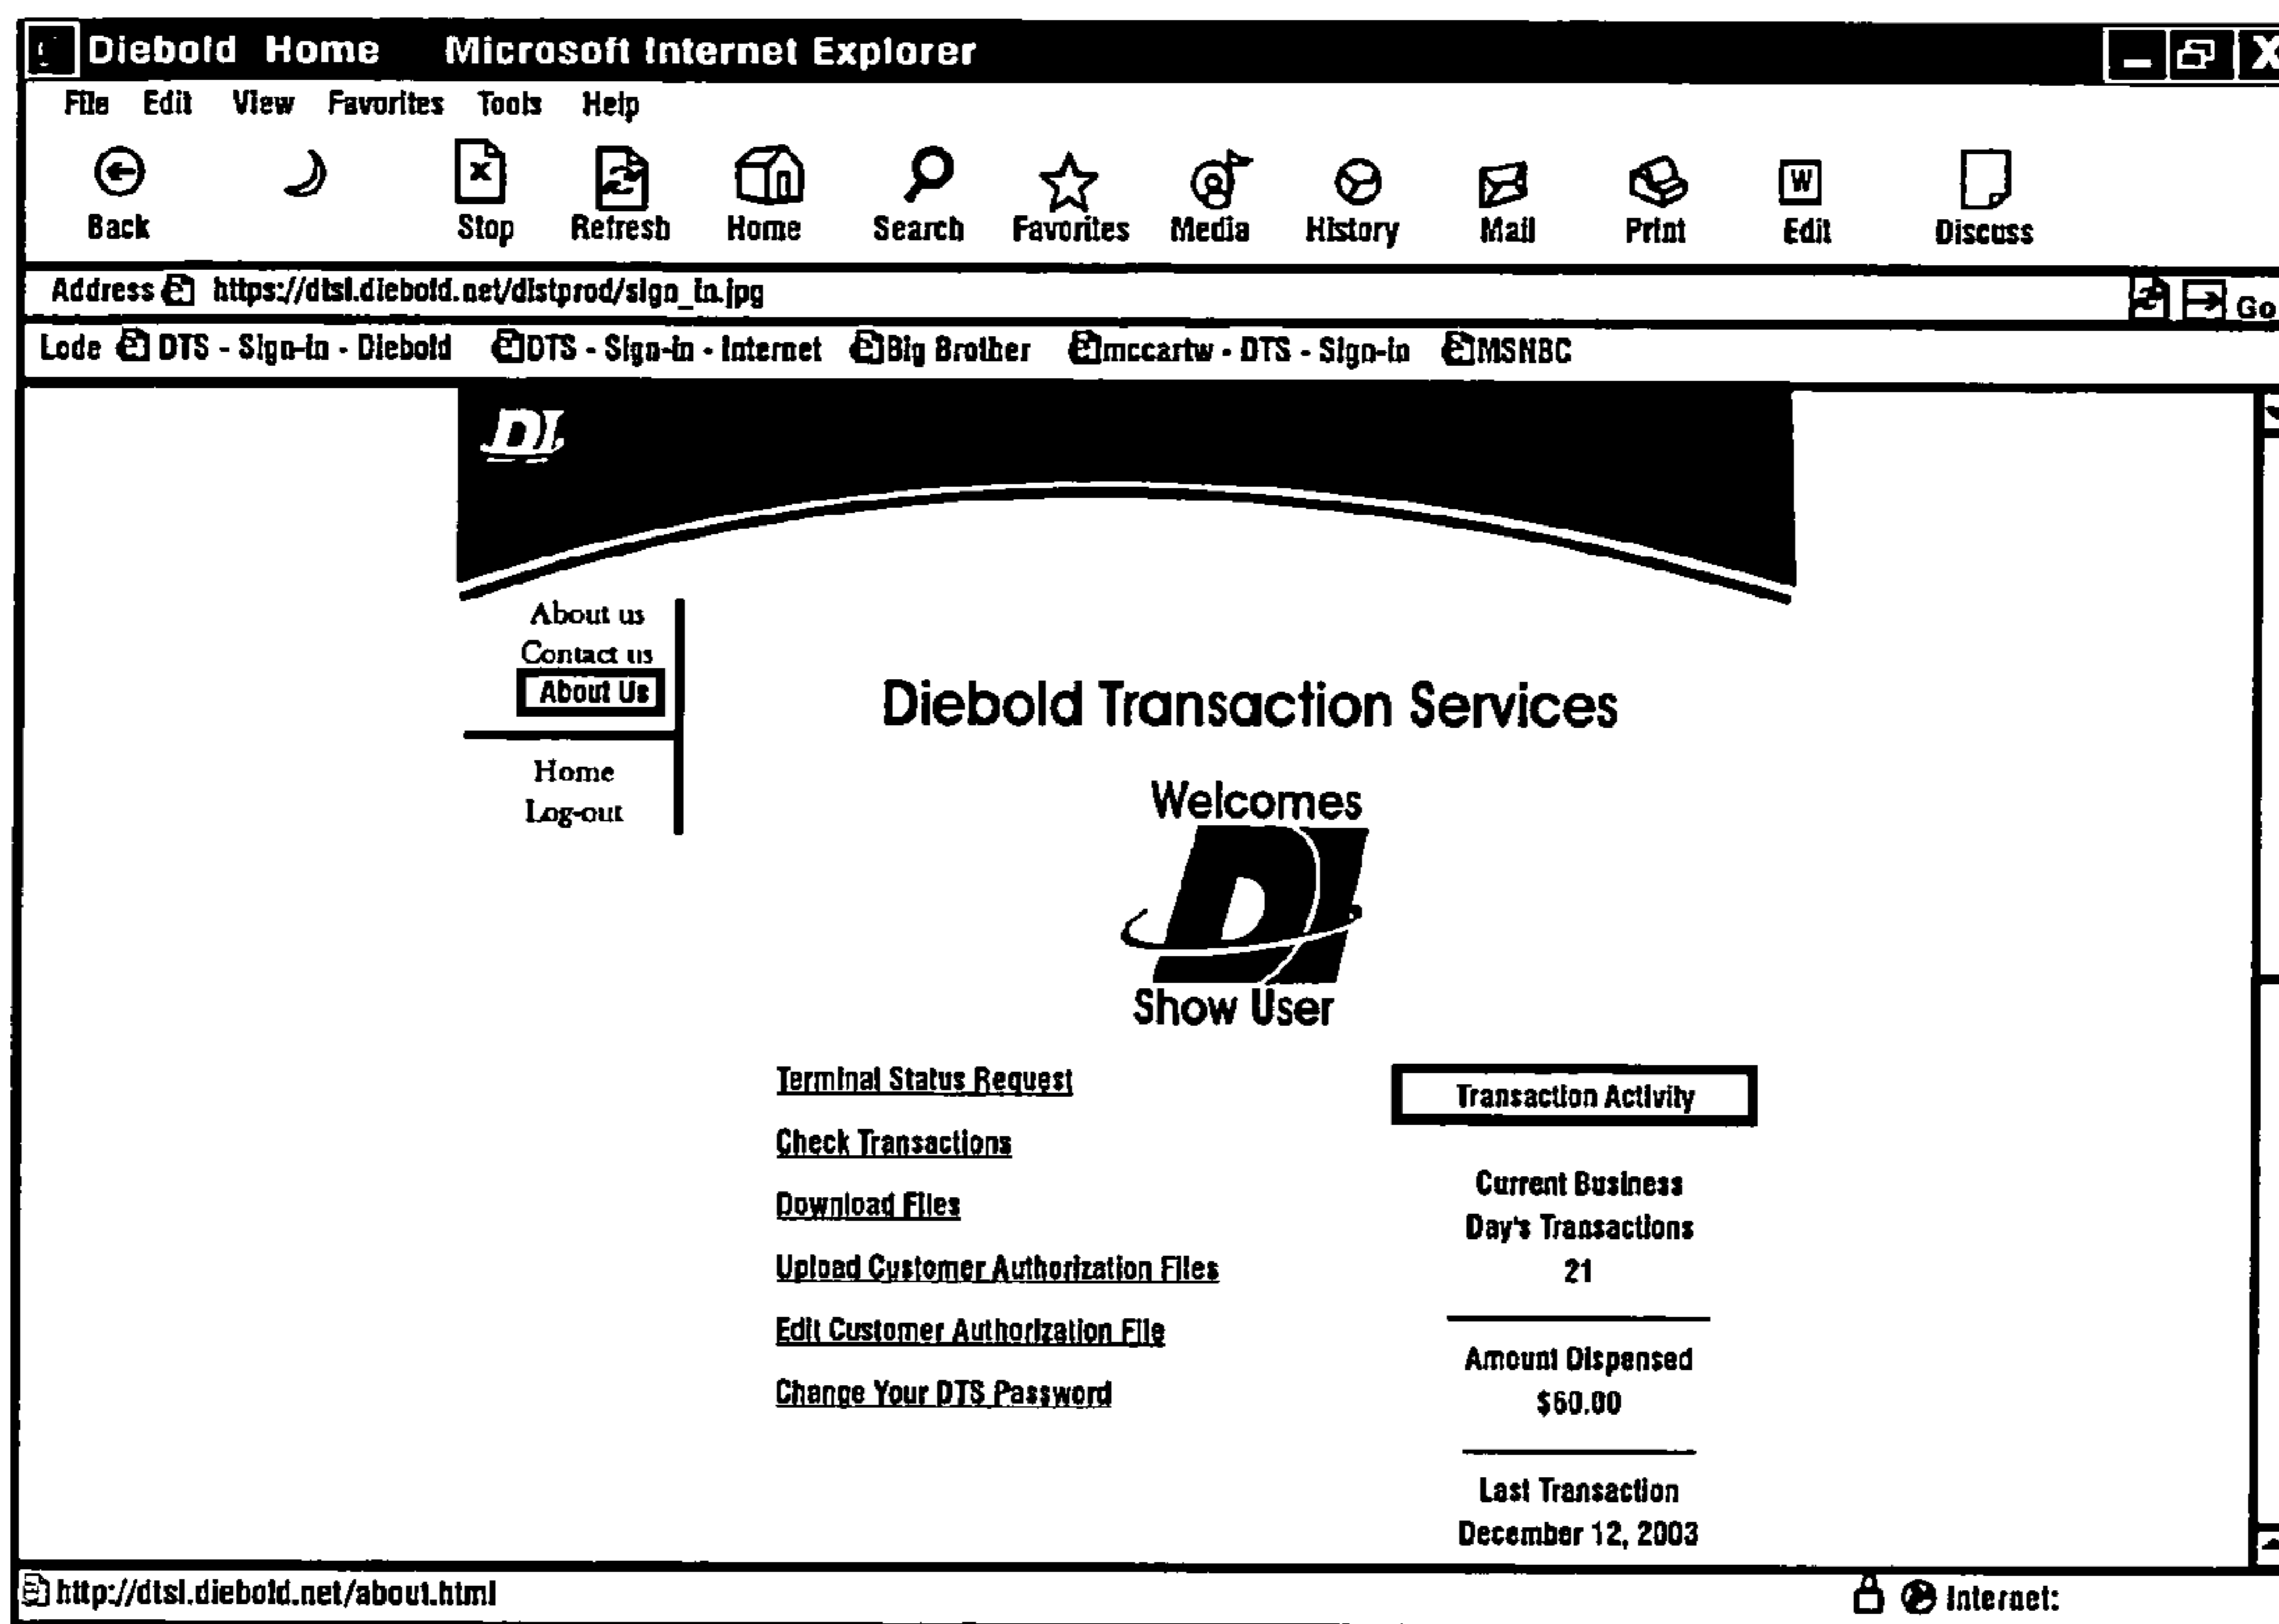 Diebold Home Microsoft Internet Explorer
File Edit View Favorites Tools Help
Back Stop Refresh Home Search Favorites Media History Mail Print Edit Discuss
Address https://dtsl.diebold.net/distprod/sign_in.jpg Go
Lode DTS - Sign-in - Diebold DTS - Sign-in - Internet Big Brother mccartw - DTS - Sign-in MSNBC
DI
About us
Contact us
About Us
Home
Log-out
Diebold Transaction Services
Welcomes
DI
Show User
Terminal Status Request
Check Transactions
Download Files
Upload Customer Authorization Files
Edit Customer Authorization File
Change Your DTS Password
Transaction Activity
Current Business
Day's Transactions
21
Amount Dispensed
$60.00
Last Transaction
December 12, 2003
http://dtsl.diebold.net/about.html Internet: